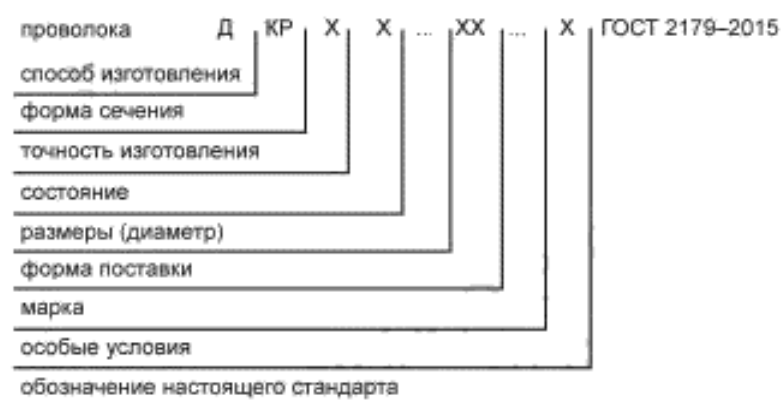 проволока Д КР Х Х ... ХХ ... Х ГОСТ 2179–2015
способ изготовления
форма сечения
точность изготовления
состояние
размеры (диаметр)
форма поставки
марка
особые условия
обозначение настоящего стандарта